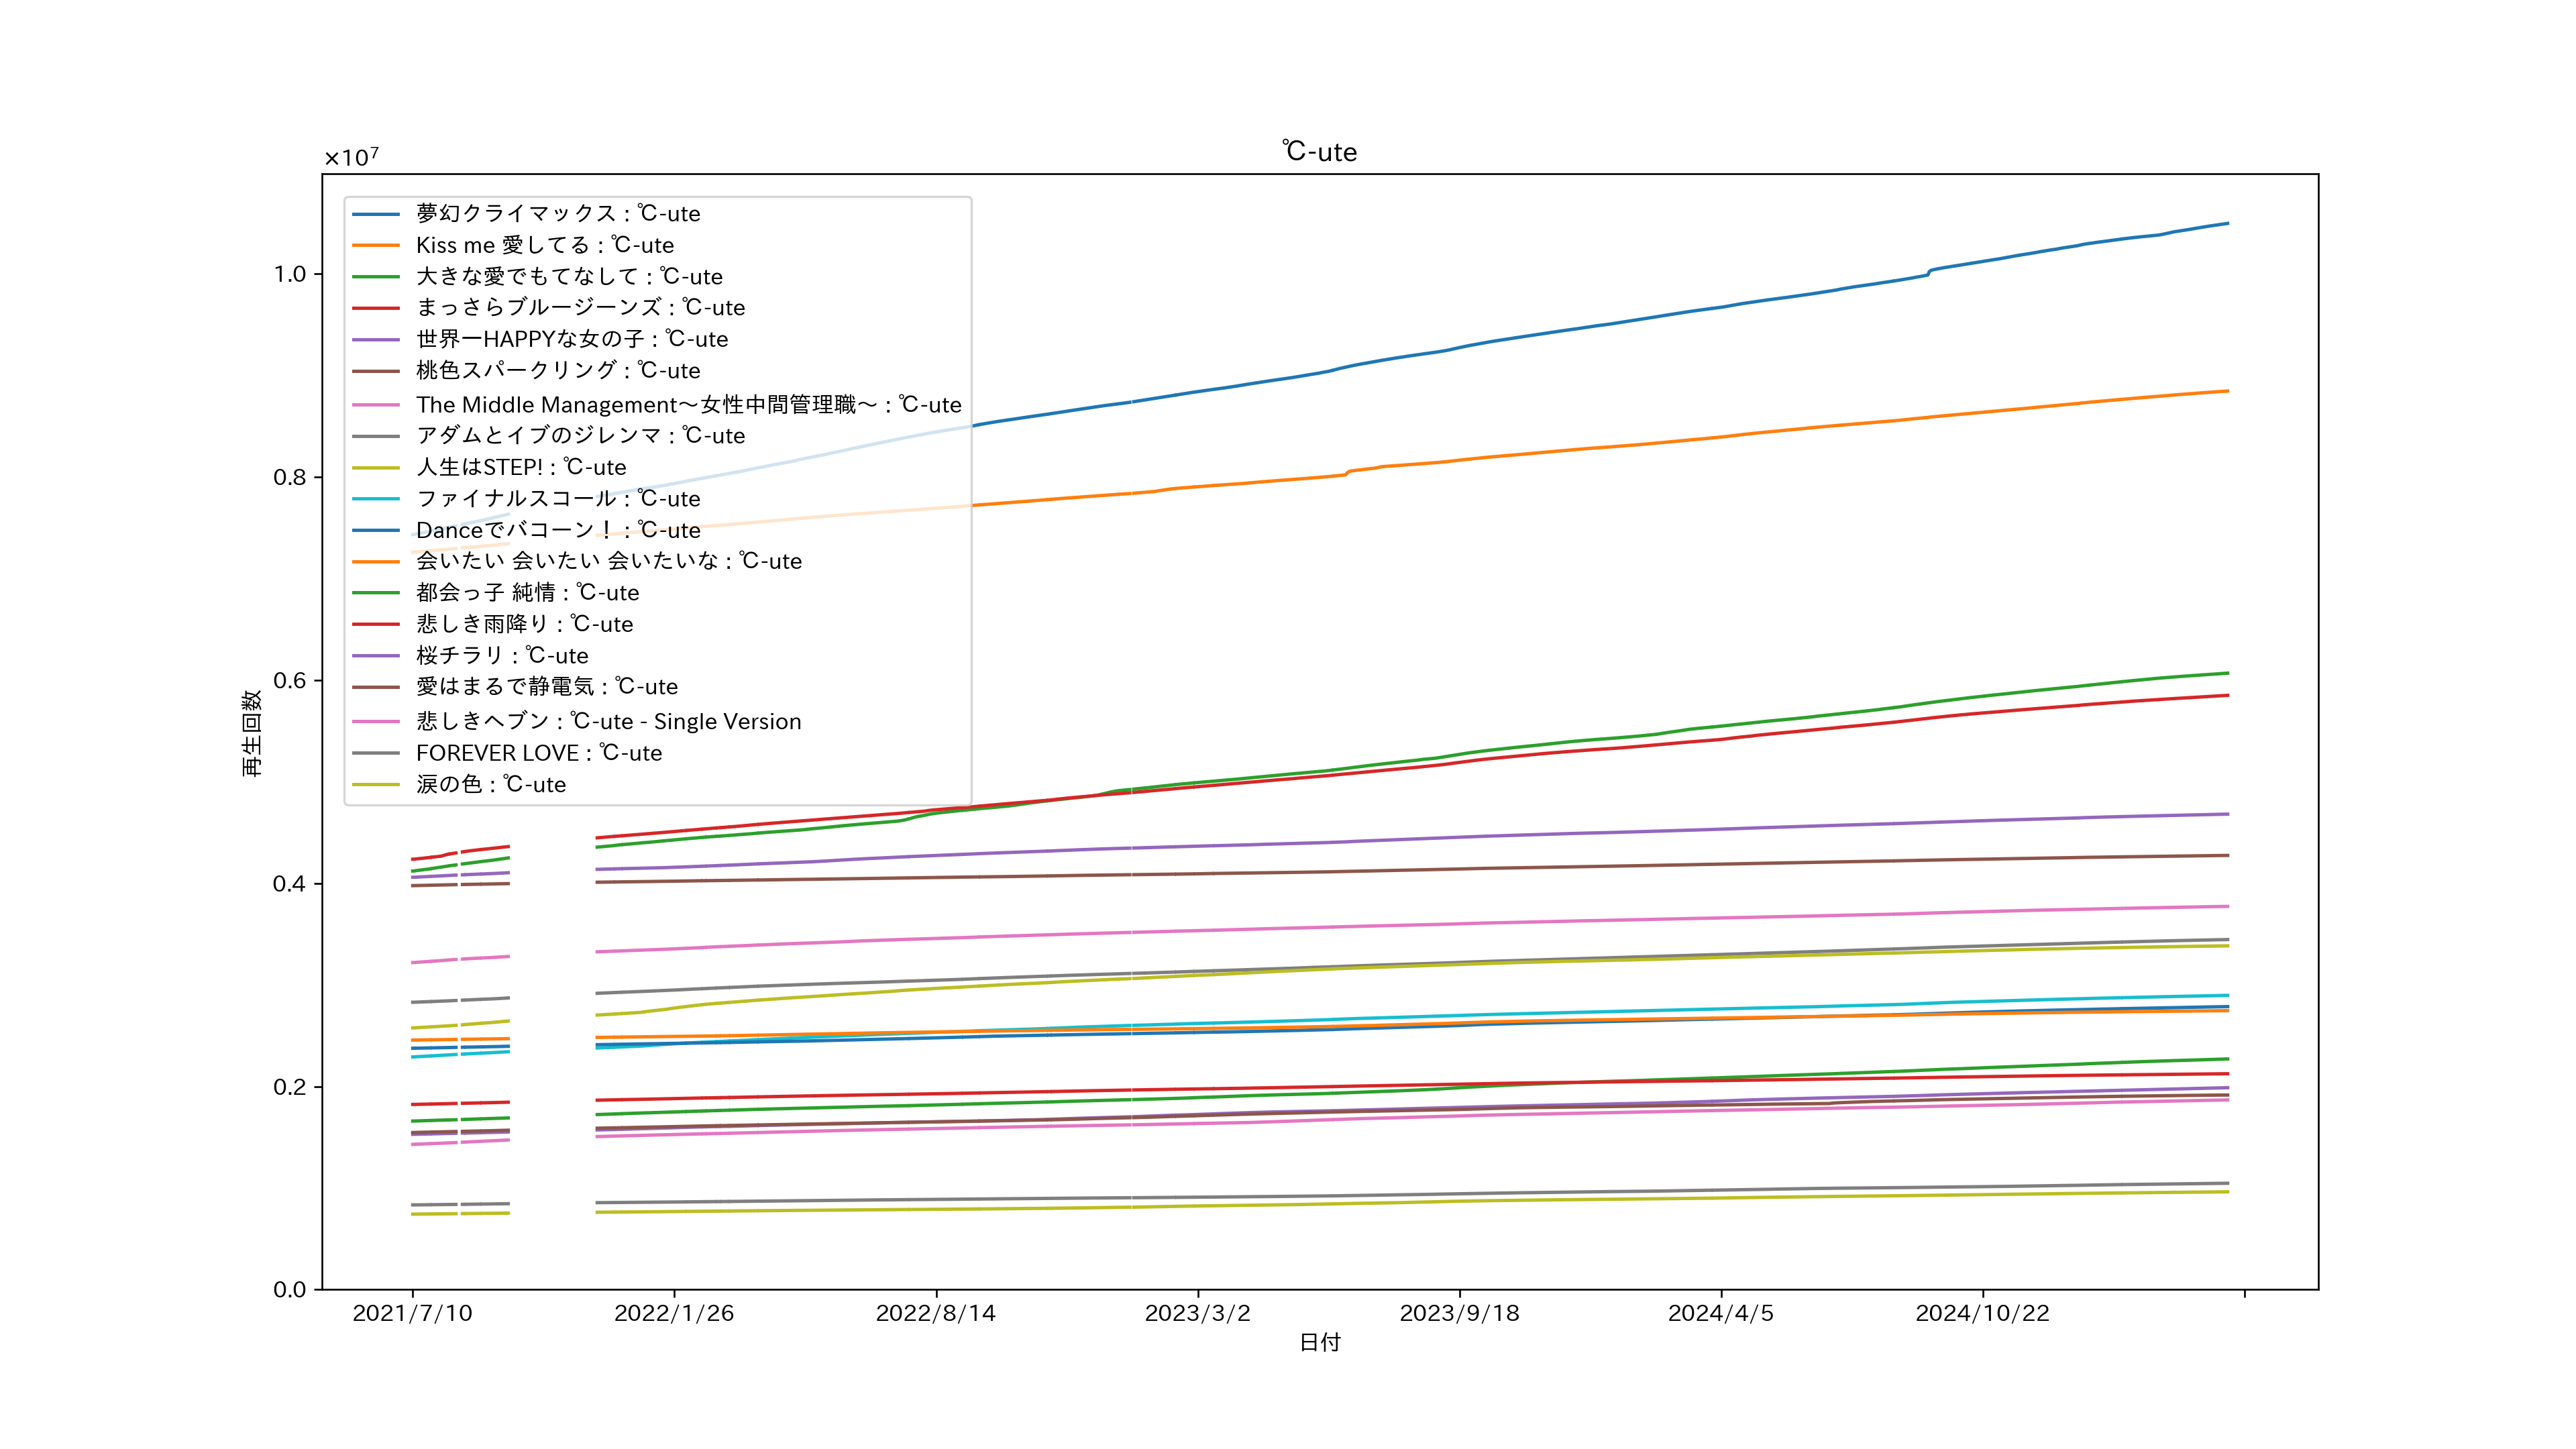 ℃-ute
×10⁷
夢幻クライマックス : ℃-ute
Kiss me 愛してる : ℃-ute
大きな愛でもてなして : ℃-ute
まっさらブルージーンズ : ℃-ute
世界一HAPPYな女の子 : ℃-ute
桃色スパークリング : ℃-ute
The Middle Management～女性中間管理職～ : ℃-ute
アダムとイブのジレンマ : ℃-ute
人生はSTEP! : ℃-ute
ファイナルスコール : ℃-ute
Danceでバコーン！ : ℃-ute
会いたい 会いたい 会いたいな : ℃-ute
都会っ子 純情 : ℃-ute
悲しき雨降り : ℃-ute
桜チラリ : ℃-ute
愛はまるで静電気 : ℃-ute
悲しきヘブン : ℃-ute - Single Version
FOREVER LOVE : ℃-ute
涙の色 : ℃-ute
1.0
0.8
0.6
0.4
0.2
0.0
再生回数
2021/7/10 2022/1/26 2022/8/14 2023/3/2 2023/9/18 2024/4/5 2024/10/22
日付